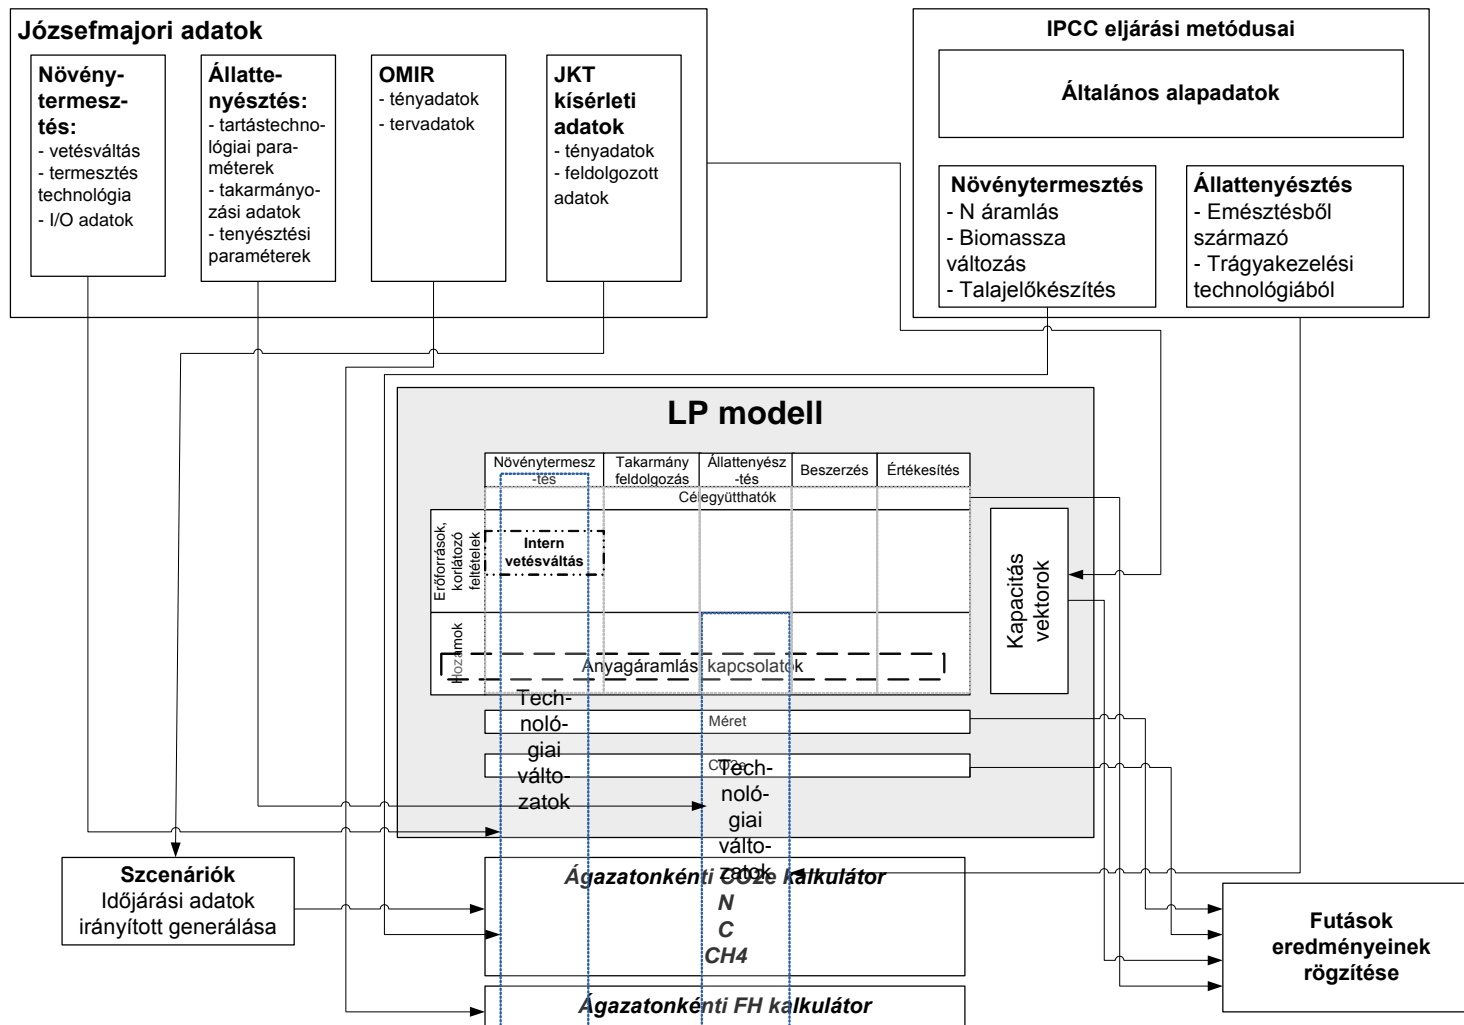 Józsefmajori adatok
Növény-
termesz-
tés:
- vetésváltás
- termesztés
technológia
- I/O adatok
Állatte-
nyésztés:
- tartástechno-
lógiai para-
méterek
- takarmányo-
zási adatok
- tenyésztési
paraméterek
OMIR
- tényadatok
- tervadatok
JKT
kísérleti
adatok
- tényadatok
- feldolgozott
adatok
IPCC eljárási metódusai
Általános alapadatok
Növénytermesztés
- N áramlás
- Biomassza
változás
- Talajelőkészítés
Állattenyésztés
- Emésztésből
származó
- Trágyakezelési
technológiából
LP modell
Növénytermesz
-tés
Takarmány
feldolgozás
Állattenyész
-tés
Beszerzés
Értékesítés
Célegyütthatók
Erőforrások,
korlátozó
feltételek
Intern
vetésváltás
Hozamok
Anyagáramlási kapcsolatok
Kapacitás
vektorok
Tech-
noló-
giai
válto-
zatok
Méret
CO2e
Tech-
noló-
giai
válto-
zatok
Szcenáriók
Időjárási adatok
irányított generálása
Ágazatonkénti CO2e kalkulátor
N
C
CH4
Ágazatonkénti FH kalkulátor
Futások
eredményeinek
rögzítése